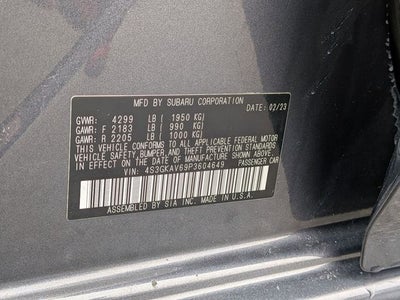 MFD BY SUBARU CORPORATION
DATE: 02/23
GVWR: 4299 LB ( 1950 KG)
GAWR: F 2183 LB ( 990 KG)
GAWR: R 2205 LB ( 1000 KG)
THIS VEHICLE CONFORMS TO ALL APPLICABLE FEDERAL MOTOR
VEHICLE SAFETY, BUMPER, AND THEFT PREVENTION STANDARDS
IN EFFECT ON THE DATE OF MANUFACTURE SHOWN ABOVE.
VIN: 4S3GKAV69P3604649 PASSENGER CAR
ASSEMBLED BY SIA INC. MADE IN U.S.A.